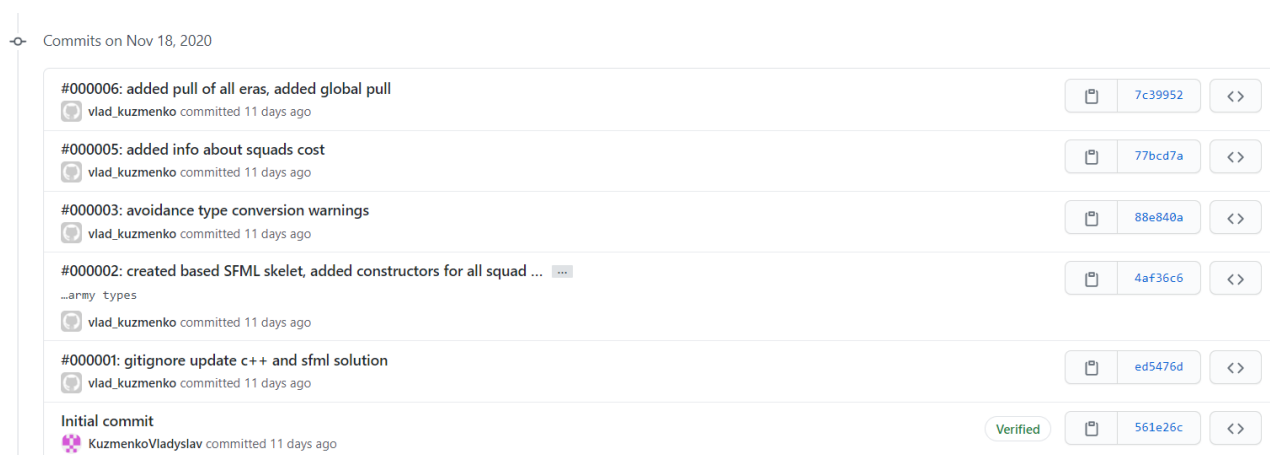 Commits on Nov 18, 2020
#000006: added pull of all eras, added global pull
vlad_kuzmenko committed 11 days ago
7c39952
#000005: added info about squads cost
vlad_kuzmenko committed 11 days ago
77bcd7a
#000003: avoidance type conversion warnings
vlad_kuzmenko committed 11 days ago
88e840a
#000002: created based SFML skelet, added constructors for all squad ... …
…army types
vlad_kuzmenko committed 11 days ago
4af36c6
#000001: gitignore update c++ and sfml solution
vlad_kuzmenko committed 11 days ago
ed5476d
Initial commit
KuzmenkoVladyslav committed 11 days ago
Verified
561e26c